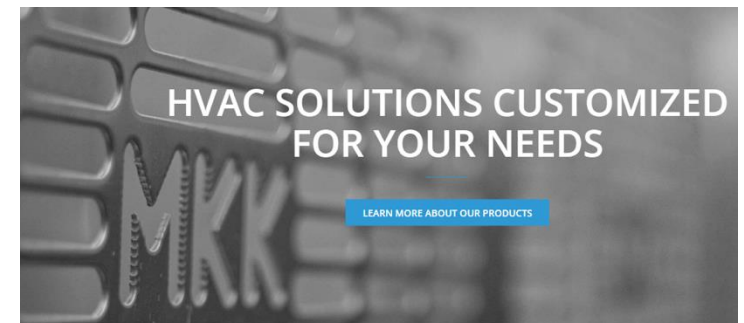 HVAC SOLUTIONS CUSTOMIZED
FOR YOUR NEEDS
LEARN MORE ABOUT OUR PRODUCTS
MKK